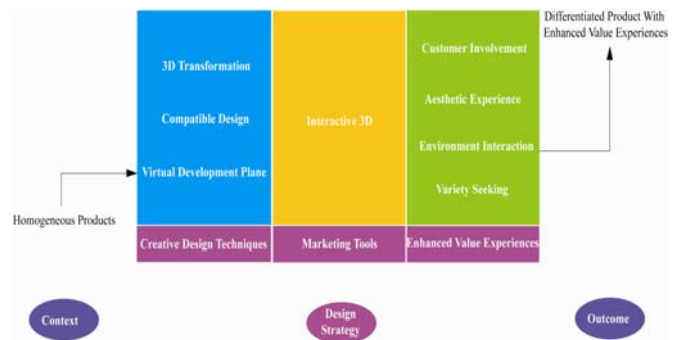 Differentiated Product With
Enhanced Value Experiences
Customer Involvement
3D Transformation
Aesthetic Experience
Compatible Design
Interactive 3D
Environment Interaction
Virtual Development Plane
Variety Seeking
Homogeneous Products
Creative Design Techniques
Marketing Tools
Enhanced Value Experiences
Context
Design
Strategy
Outcome